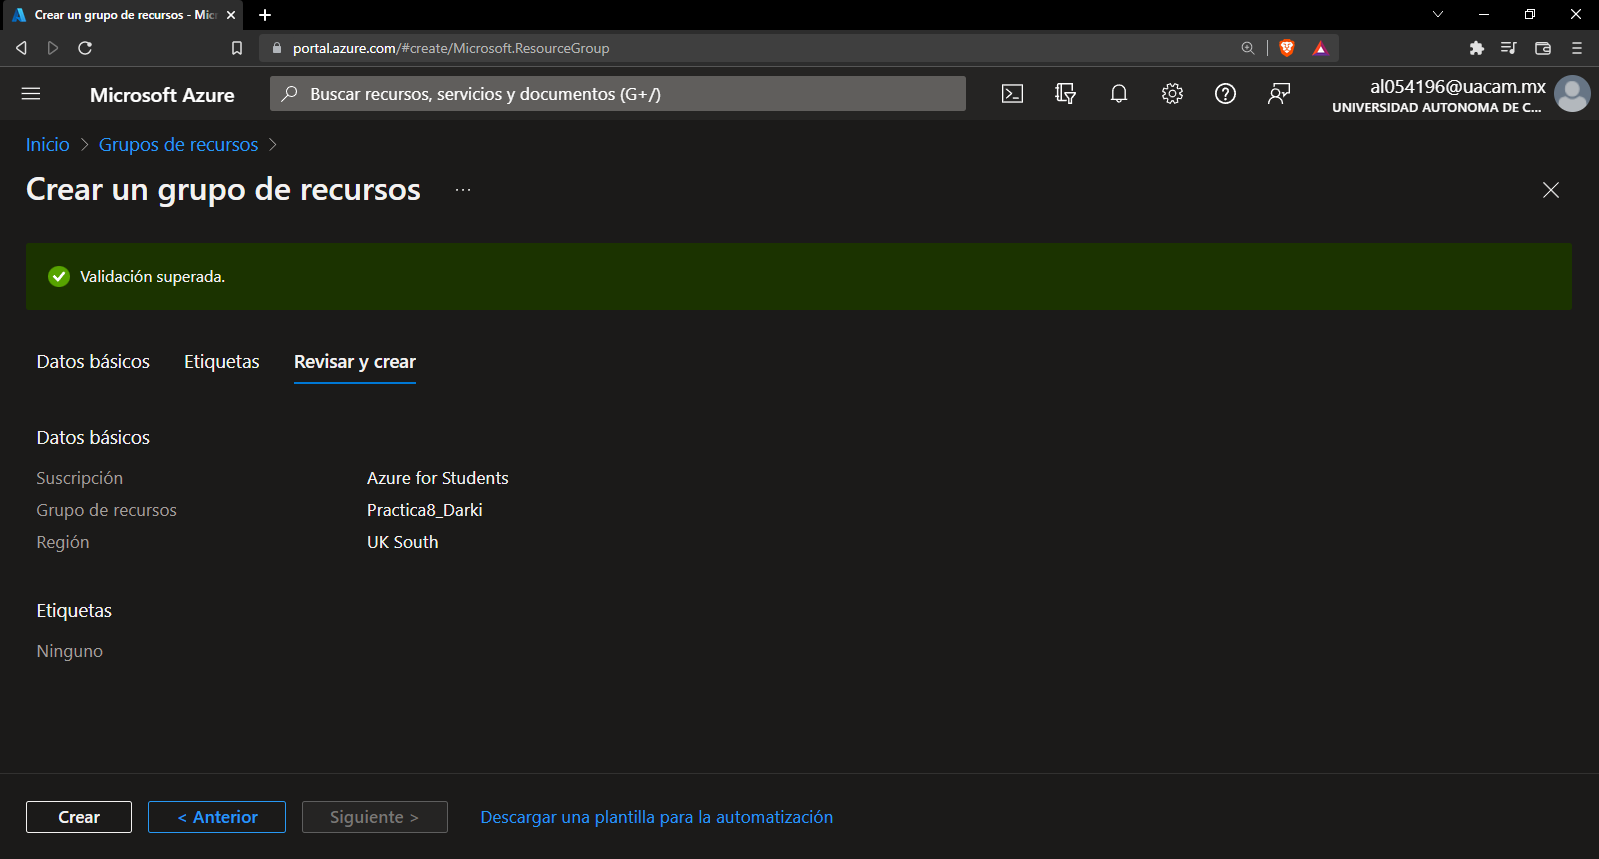 Crear un grupo de recursos - Mic
portal.azure.com/#create/Microsoft.ResourceGroup
Microsoft Azure
Buscar recursos, servicios y documentos (G+/)
al054196@uacam.mx
UNIVERSIDAD AUTONOMA DE C...
Inicio > Grupos de recursos >
Crear un grupo de recursos ...
Validación superada.
Datos básicos Etiquetas Revisar y crear
Datos básicos
Suscripción Azure for Students
Grupo de recursos Practica8_Darki
Región UK South
Etiquetas
Ninguno
Crear < Anterior Siguiente > Descargar una plantilla para la automatización